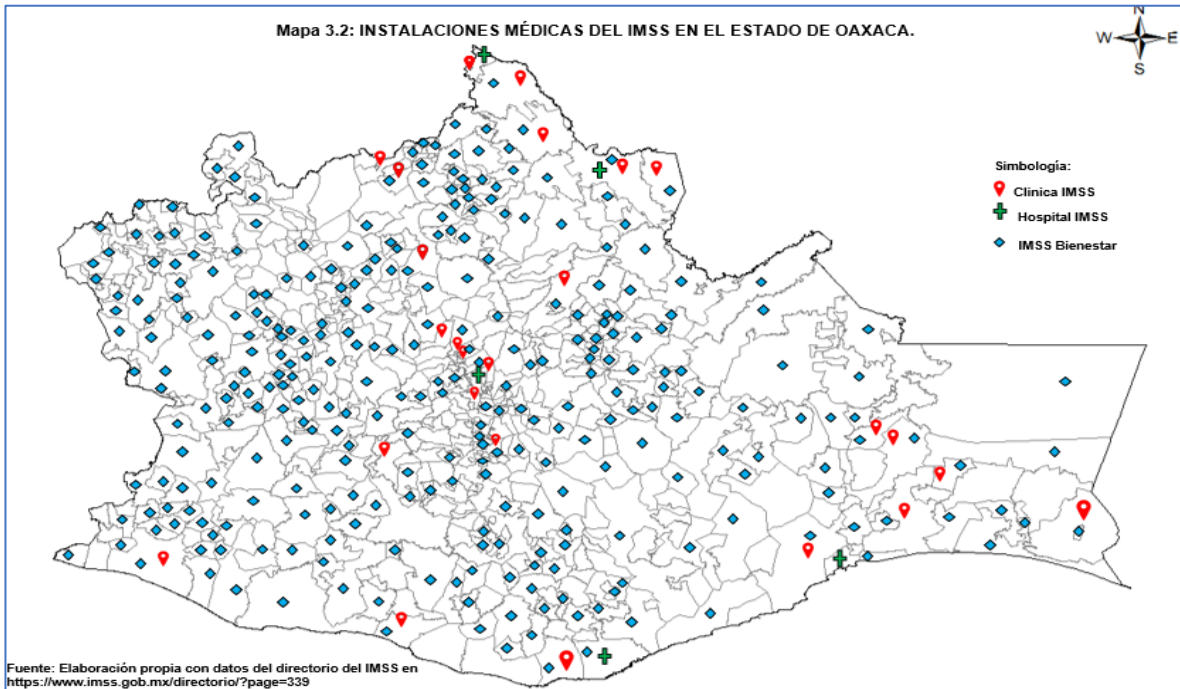 Mapa 3.2: INSTALACIONES MÉDICAS DEL IMSS EN EL ESTADO DE OAXACA.
N
W E
S
Simbología:
Clinica IMSS
Hospital IMSS
IMSS Bienestar
Fuente: Elaboración propia con datos del directorio del IMSS en
https://www.imss.gob.mx/directorio/?page=339